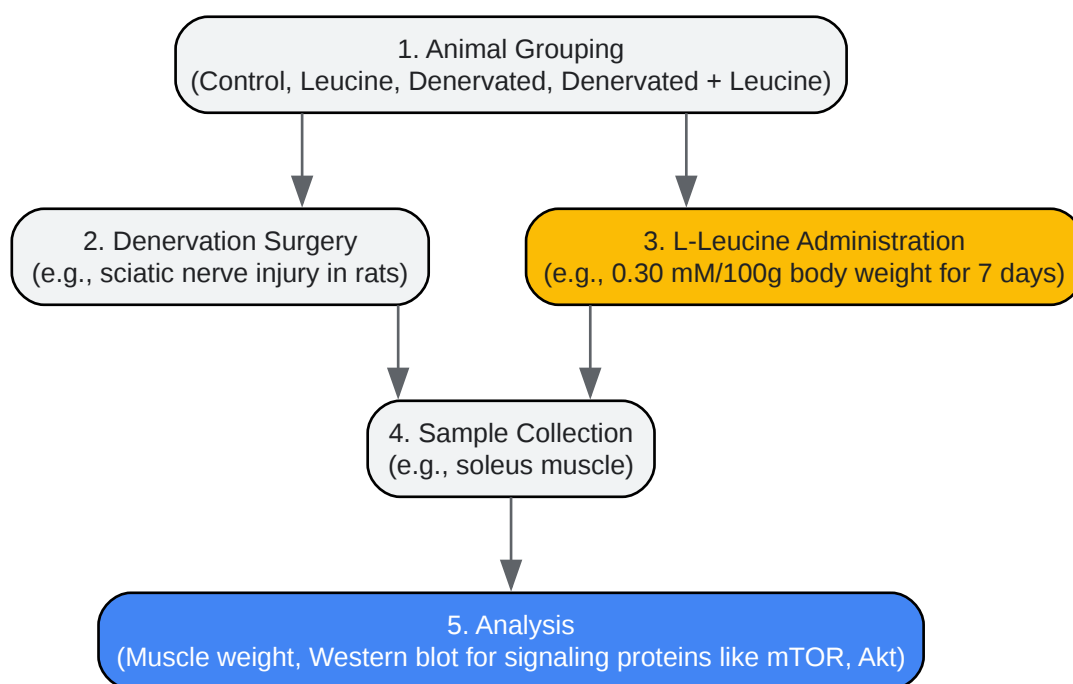 1. Animal Grouping
(Control, Leucine, Denervated, Denervated + Leucine)
2. Denervation Surgery
(e.g., sciatic nerve injury in rats)
3. L-Leucine Administration
(e.g., 0.30 mM/100g body weight for 7 days)
4. Sample Collection
(e.g., soleus muscle)
5. Analysis
(Muscle weight, Western blot for signaling proteins like mTOR, Akt)